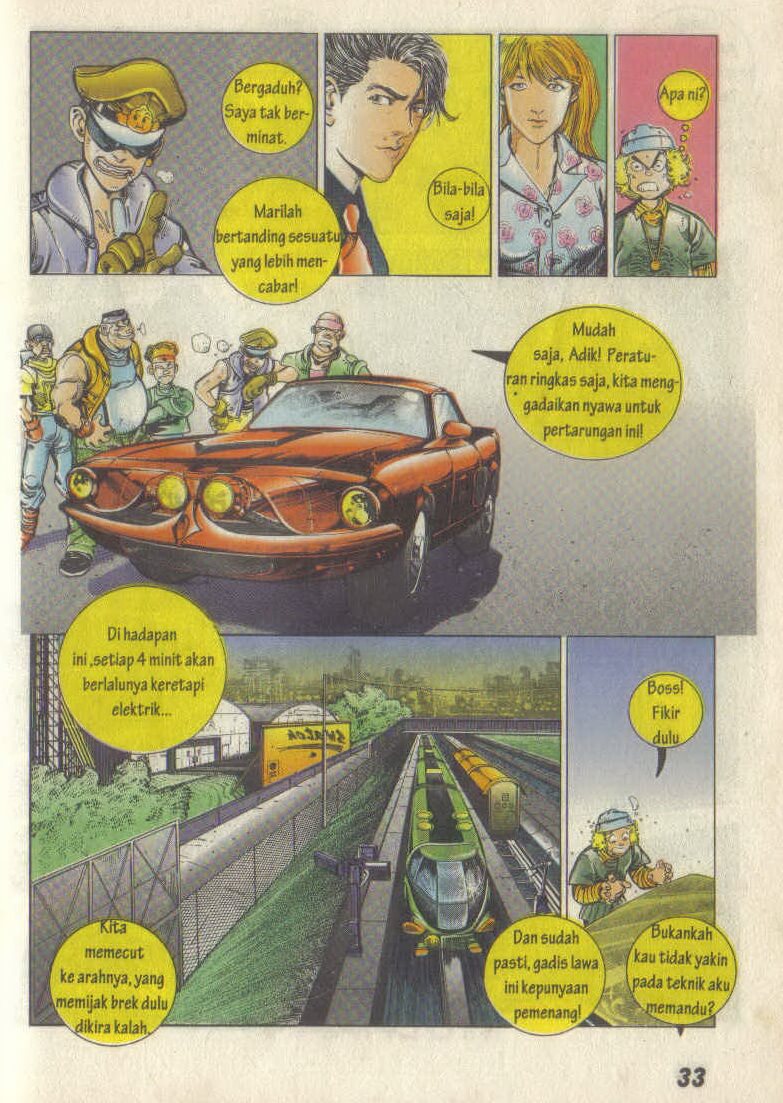 Bergaduh?
Saya tak ber-
minat.
Marilah
bertanding sesuatu
yang lebih men-
cabar!
Bila-bila
saja!
Apa ni?
Mudah
saja, Adik! Peratu-
ran ringkas saja, kita meng-
gadaikan nyawa untuk
pertarungan ini!
Di hadapan
ini ,setiap 4 minit akan
berlalunya keretapi
elektrik...
Kita
memecut
ke arahnya, yang
memijak brek dulu
dikira kalah.
Dan sudah
pasti, gadis lawa
ini kepunyaan
pemenang!
Boss!
Fikir
dulu
Bukankah
kau tidak yakin
pada teknik aku
memandu?
33